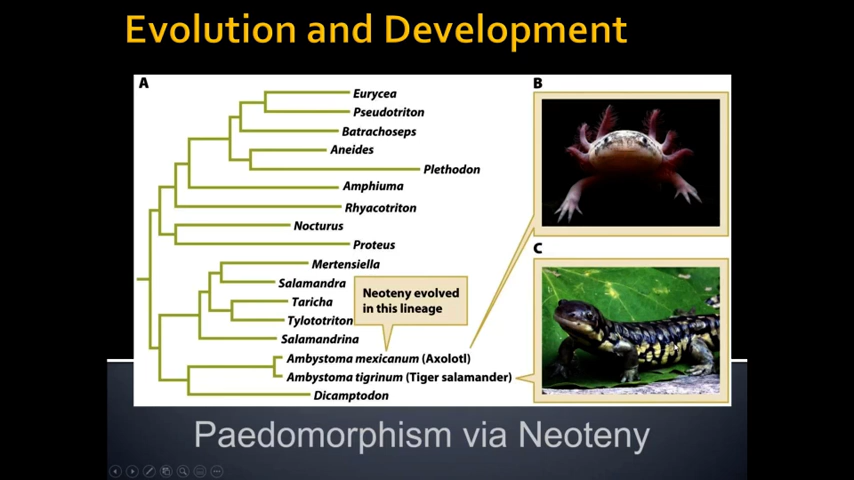 Evolution and Development
A
B
Eurycea
Pseudotriton
Batrachoseps
Aneides
Plethodon
Amphiuma
Rhyacotriton
Nocturus
Proteus
Mertensiella
Salamandra
Taricha
Tylototriton
Salamandrina
Ambystoma mexicanum (Axolotl)
Ambystoma tigrinum (Tiger salamander)
Dicamptodon
Neoteny evolved
in this lineage
C
Paedomorphism via Neoteny